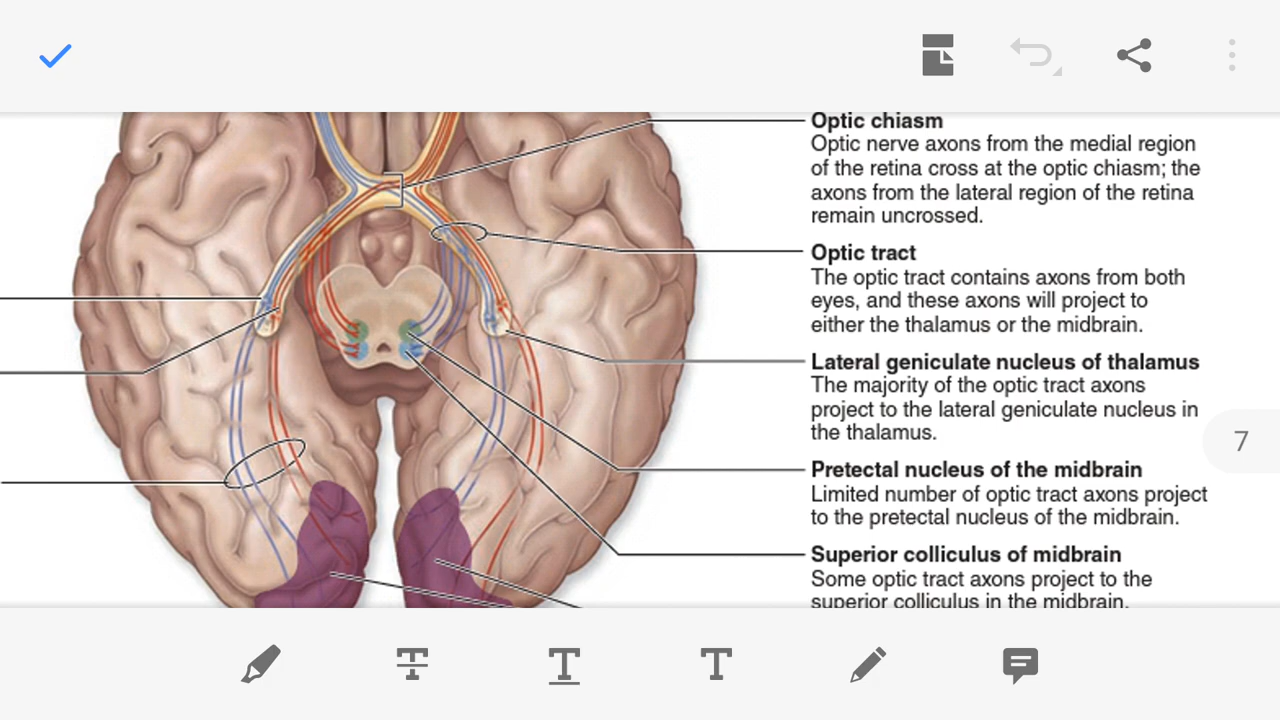 Optic chiasm
Optic nerve axons from the medial region
of the retina cross at the optic chiasm; the
axons from the lateral region of the retina
remain uncrossed.
Optic tract
The optic tract contains axons from both
eyes, and these axons will project to
either the thalamus or the midbrain.
Lateral geniculate nucleus of thalamus
The majority of the optic tract axons
project to the lateral geniculate nucleus in
the thalamus.
7
Pretectal nucleus of the midbrain
Limited number of optic tract axons project
to the pretectal nucleus of the midbrain.
Superior colliculus of midbrain
Some optic tract axons project to the
superior colliculus in the midbrain.